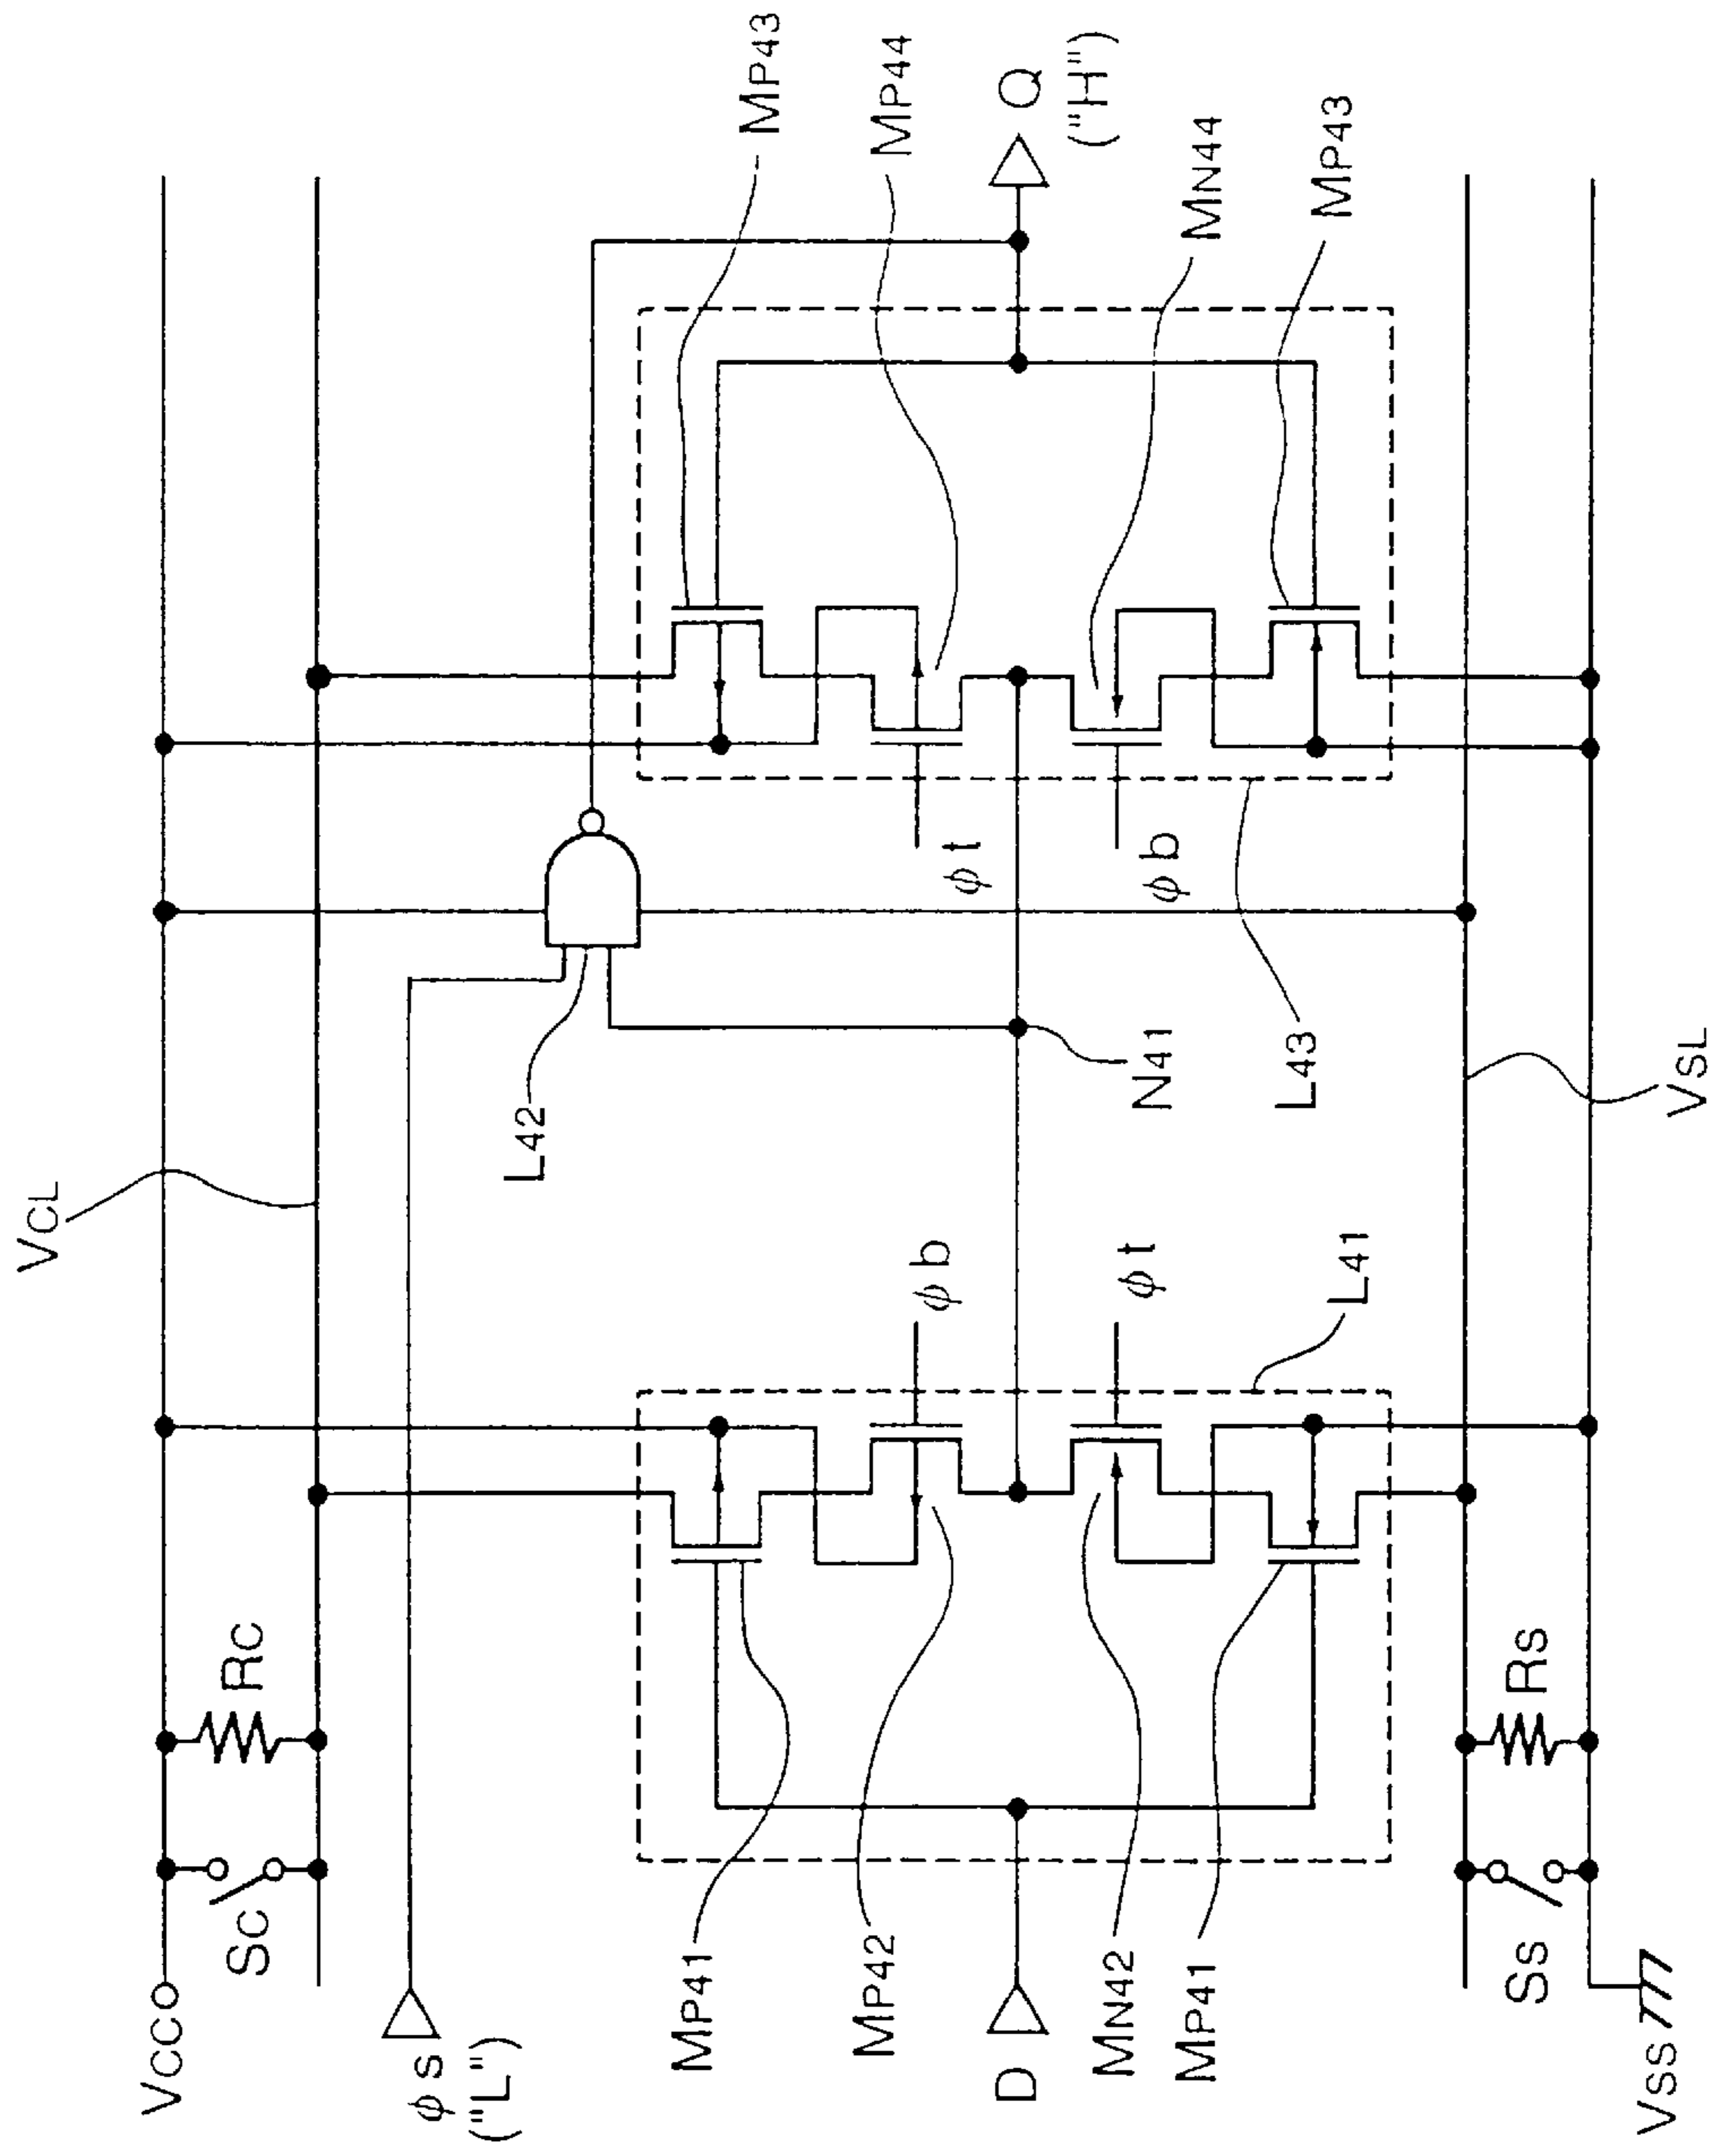 VCC
SC
RC
VCL
φs
("L")
L42
MP43
MP44
Q
("H")
MN44
MP43
φt
φb
N41
L43
φb
φt
L41
MP41
MP42
D
MN42
MP41
SS
RS
VSL
VSS